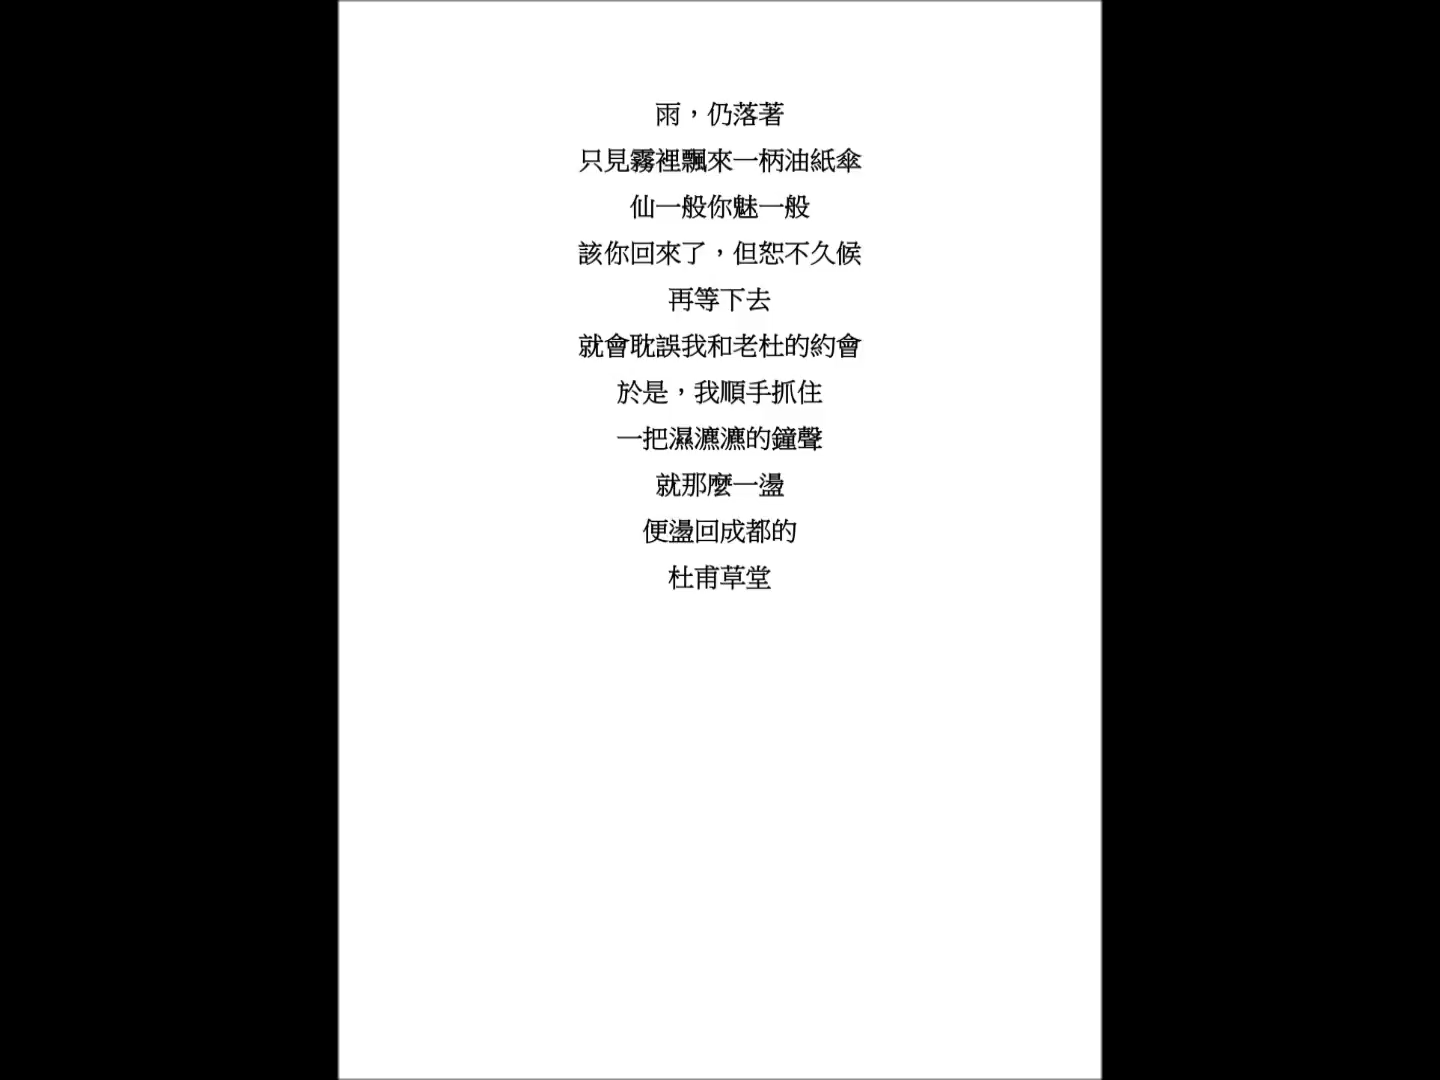 雨，仍落著
只見霧裡飄來一柄油紙傘
仙一般你魅一般
該你回來了，但恕不久候
再等下去
就會耽誤我和老杜的約會
於是，我順手抓住
一把濕瀌瀌的鐘聲
就那麼一盪
便盪回成都的
杜甫草堂